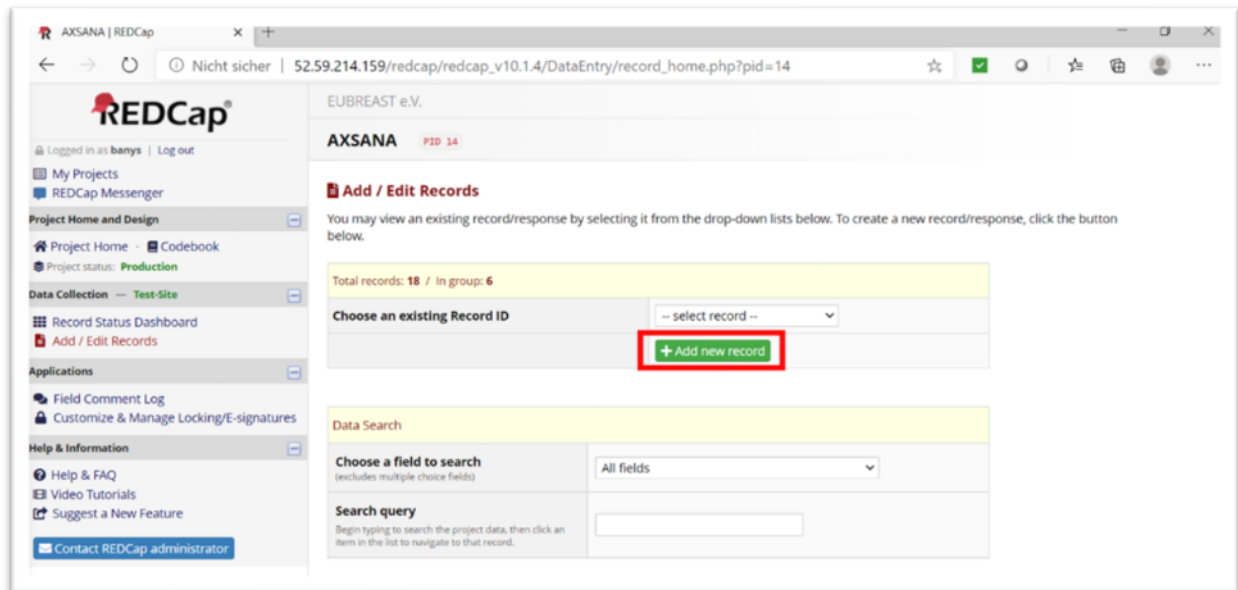 AXSANA | REDCap
Nicht sicher | 52.59.214.159/redcap/redcap_v10.1.4/DataEntry/record_home.php?pid=14
REDCap®
Logged in as banys | Log out
My Projects
REDCap Messenger
Project Home and Design
Project Home · Codebook
Project status: Production
Data Collection — Test-Site
Record Status Dashboard
Add / Edit Records
Applications
Field Comment Log
Customize & Manage Locking/E-signatures
Help & Information
Help & FAQ
Video Tutorials
Suggest a New Feature
Contact REDCap administrator
EUBREAST e.V.
AXSANA PID 14
Add / Edit Records
You may view an existing record/response by selecting it from the drop-down lists below. To create a new record/response, click the button
below.
Total records: 18 / In group: 6
Choose an existing Record ID
-- select record --
+ Add new record
Data Search
Choose a field to search
(excludes multiple choice fields)
All fields
Search query
Begin typing to search the project data, then click an
item in the list to navigate to that record.